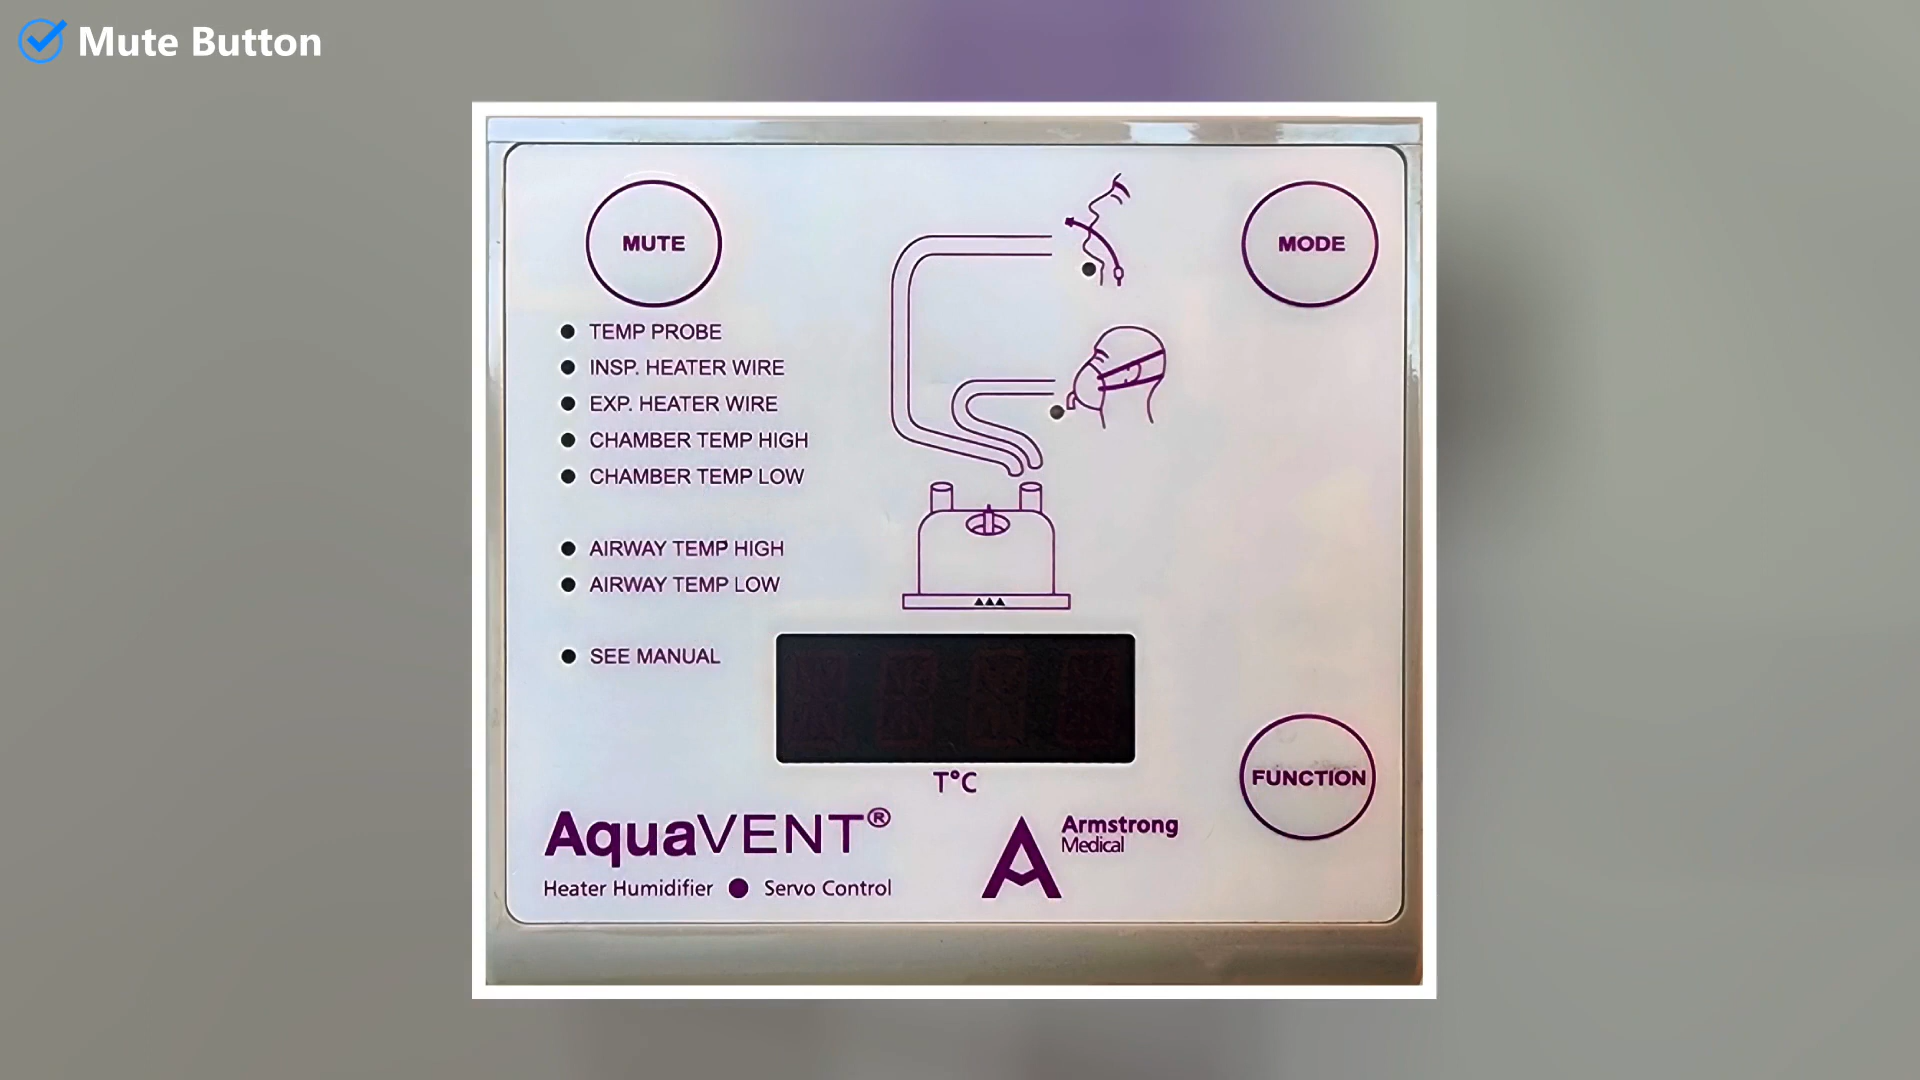 Mute Button
MUTE
MODE
TEMP PROBE
INSP. HEATER WIRE
EXP. HEATER WIRE
CHAMBER TEMP HIGH
CHAMBER TEMP LOW
AIRWAY TEMP HIGH
AIRWAY TEMP LOW
SEE MANUAL
T°C
FUNCTION
AquaVENT®
Heater Humidifier ● Servo Control
Armstrong
Medical